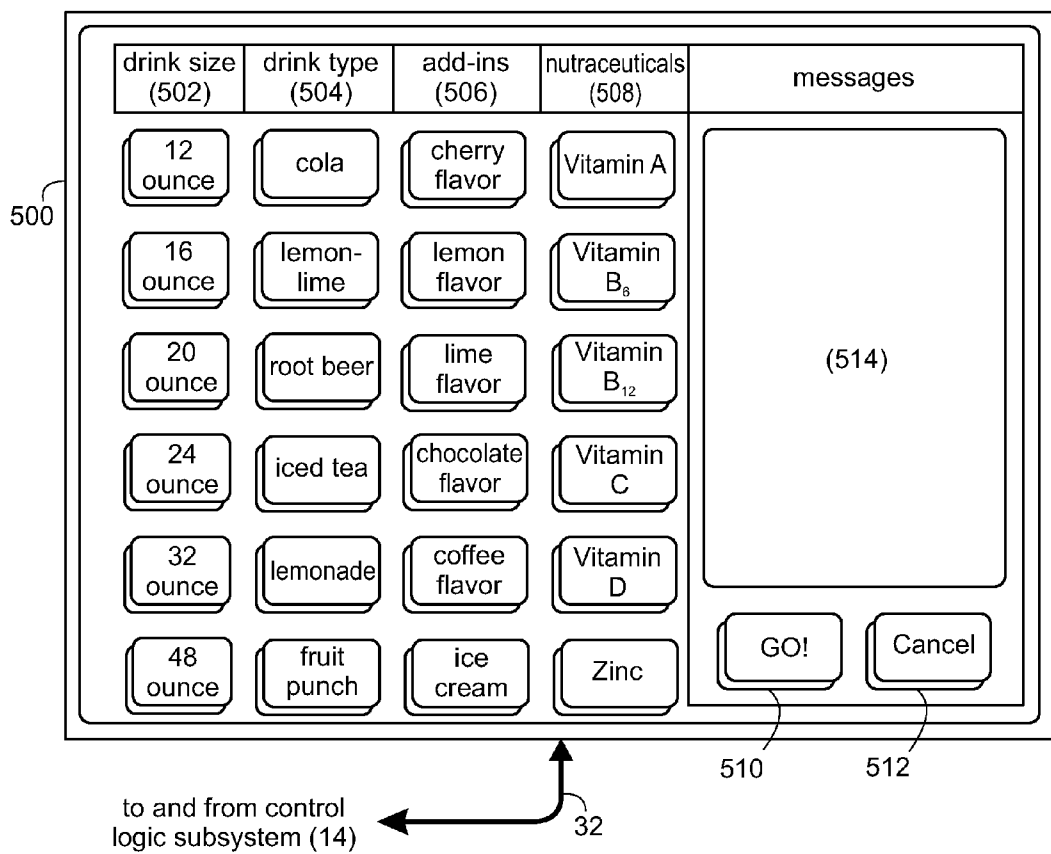 drink size
(502)
drink type
(504)
add-ins
(506)
nutraceuticals
(508)
messages
12
ounce
cola
cherry
flavor
Vitamin A
500
16
ounce
lemon-
lime
lemon
flavor
Vitamin
B₆
20
ounce
root beer
lime
flavor
Vitamin
B₁₂
(514)
24
ounce
iced tea
chocolate
flavor
Vitamin
C
32
ounce
lemonade
coffee
flavor
Vitamin
D
48
ounce
fruit
punch
ice
cream
Zinc
GO!
Cancel
510
512
to and from control
logic subsystem (14)
32